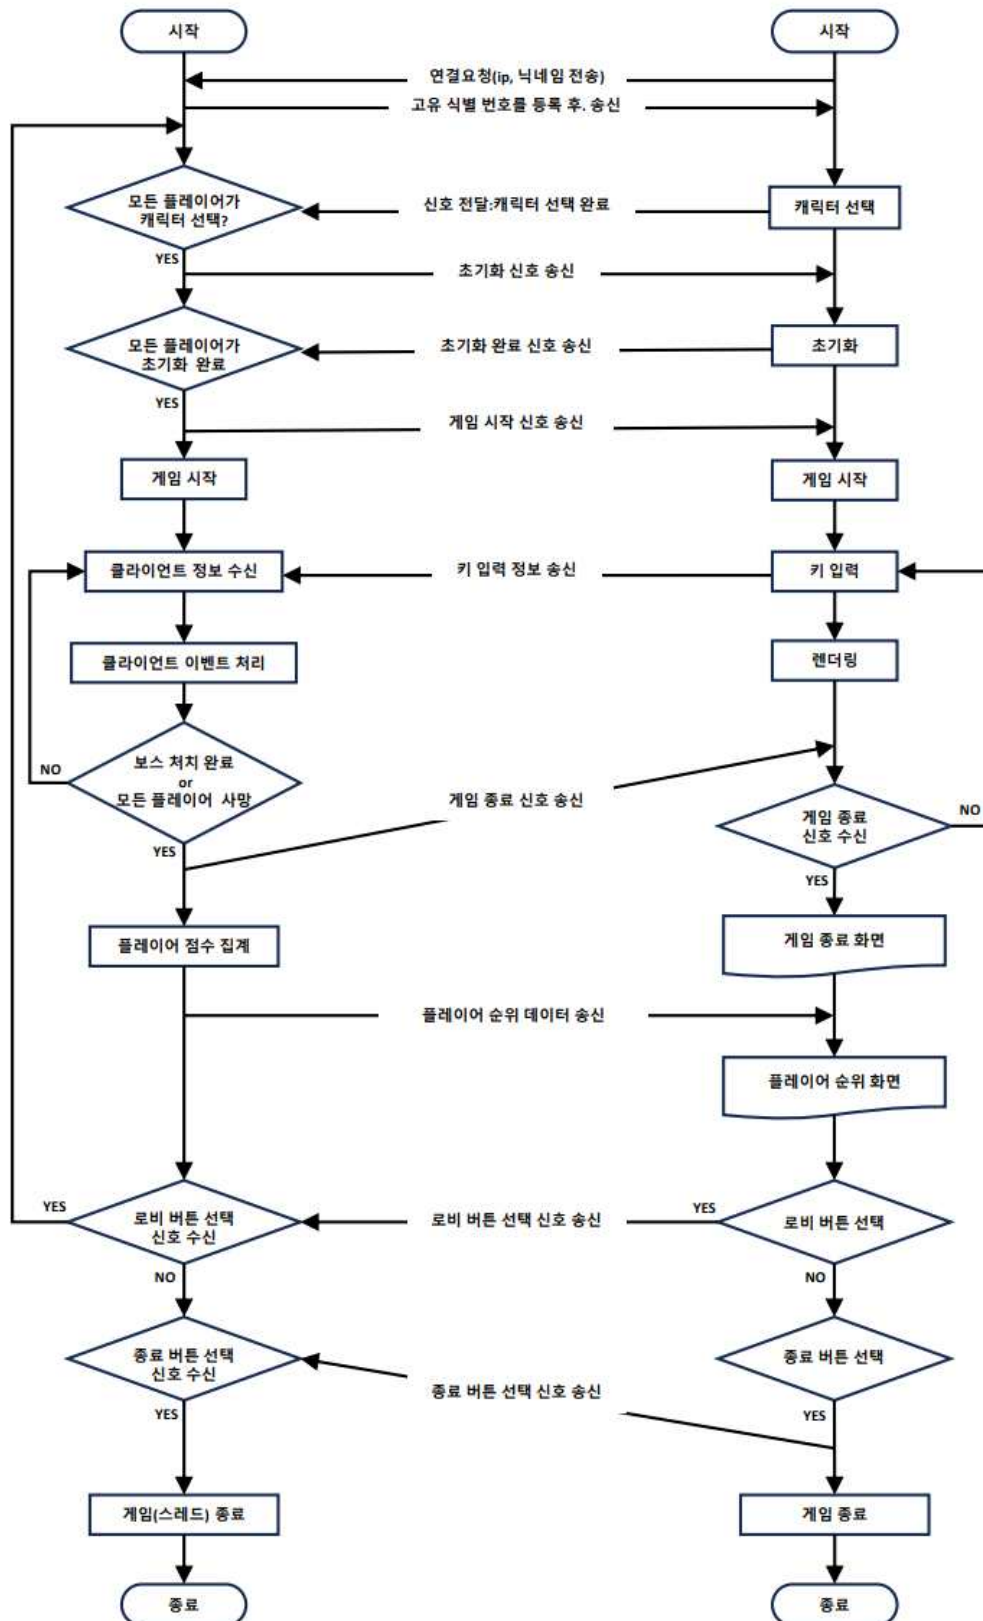 시작
시작
연결요청(ip, 닉네임 전송)
고유 식별 번호를 등록 후. 송신
모든 플레이어가
캐릭터 선택?
신호 전달:캐릭터 선택 완료
캐릭터 선택
YES
초기화 신호 송신
모든 플레이어가
초기화 완료
초기화 완료 신호 송신
초기화
YES
게임 시작 신호 송신
게임 시작
게임 시작
클라이언트 정보 수신
키 입력 정보 송신
키 입력
클라이언트 이벤트 처리
렌더링
보스 처치 완료
or
모든 플레이어 사망
NO
게임 종료 신호 송신
게임 종료
신호 수신
NO
YES
YES
플레이어 점수 집계
게임 종료 화면
플레이어 순위 데이터 송신
플레이어 순위 화면
YES
로비 버튼 선택
신호 수신
로비 버튼 선택 신호 송신
YES
로비 버튼 선택
NO
NO
종료 버튼 선택
신호 수신
종료 버튼 선택
종료 버튼 선택 신호 송신
YES
YES
게임(스레드) 종료
게임 종료
종료
종료